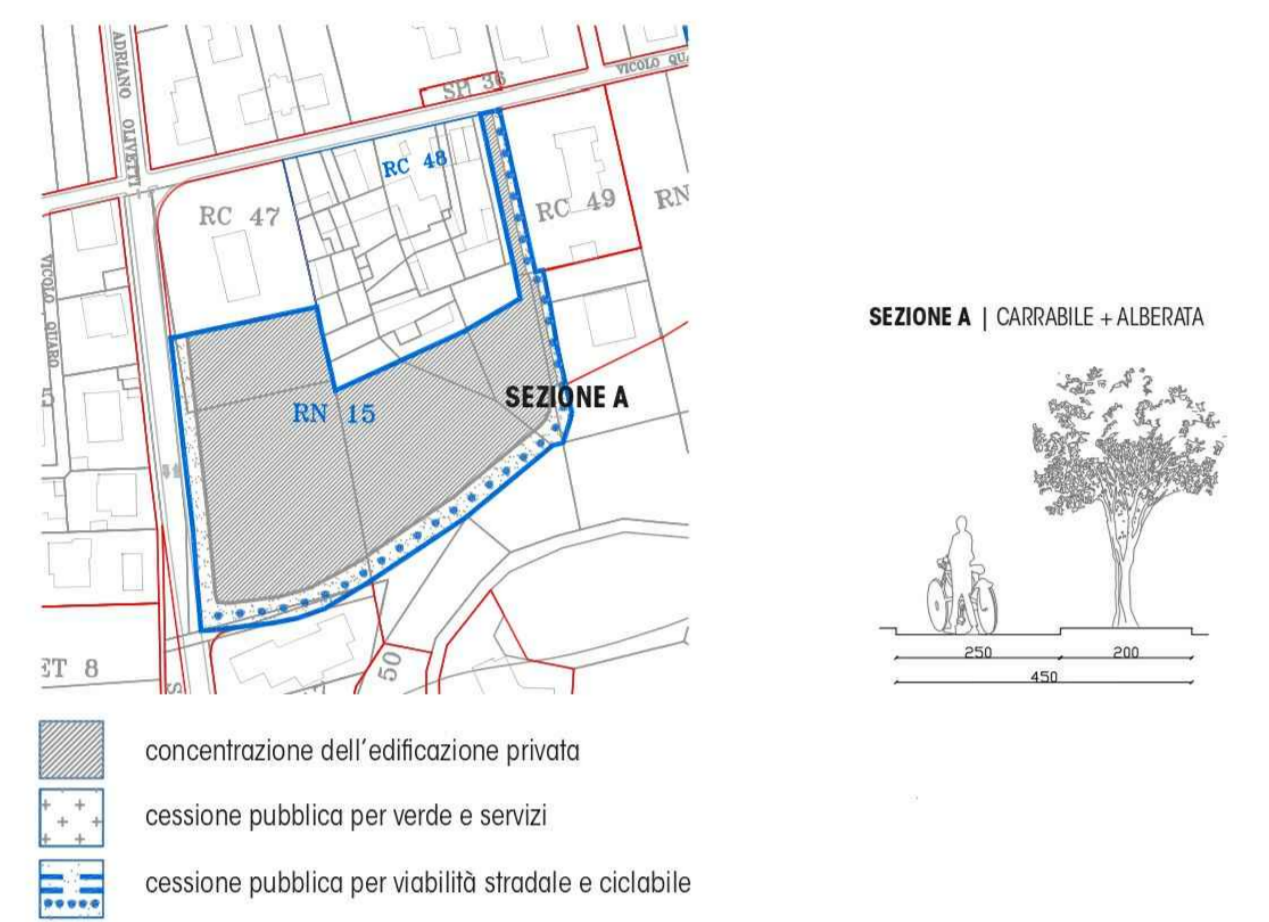 ADRIANO OLIVETTI
SP 36
VICOLO QUA
RC 48
RC 47
RC 49
RN
VICOLO QUARO
SEZIONE A
RN 15
ET 8
50
SEZIONE A | CARRABILE + ALBERATA
250
200
450
concentrazione dell'edificazione privata
cessione pubblica per verde e servizi
cessione pubblica per viabilità stradale e ciclabile